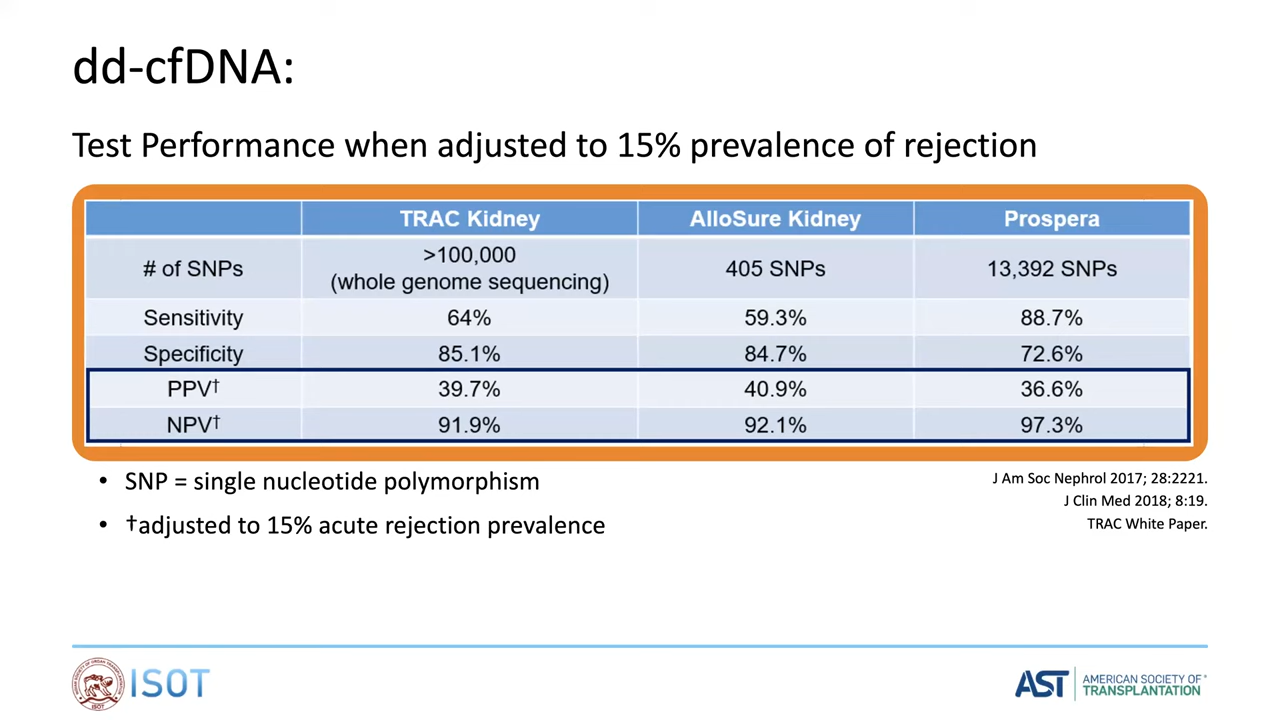 dd-cfDNA:
Test Performance when adjusted to 15% prevalence of rejection
TRAC Kidney AlloSure Kidney Prospera
# of SNPs >100,000 (whole genome sequencing) 405 SNPs 13,392 SNPs
Sensitivity 64% 59.3% 88.7%
Specificity 85.1% 84.7% 72.6%
PPV† 39.7% 40.9% 36.6%
NPV† 91.9% 92.1% 97.3%
• SNP = single nucleotide polymorphism
• †adjusted to 15% acute rejection prevalence
J Am Soc Nephrol 2017; 28:2221.
J Clin Med 2018; 8:19.
TRAC White Paper.
ISOT
AST AMERICAN SOCIETY OF
TRANSPLANTATION